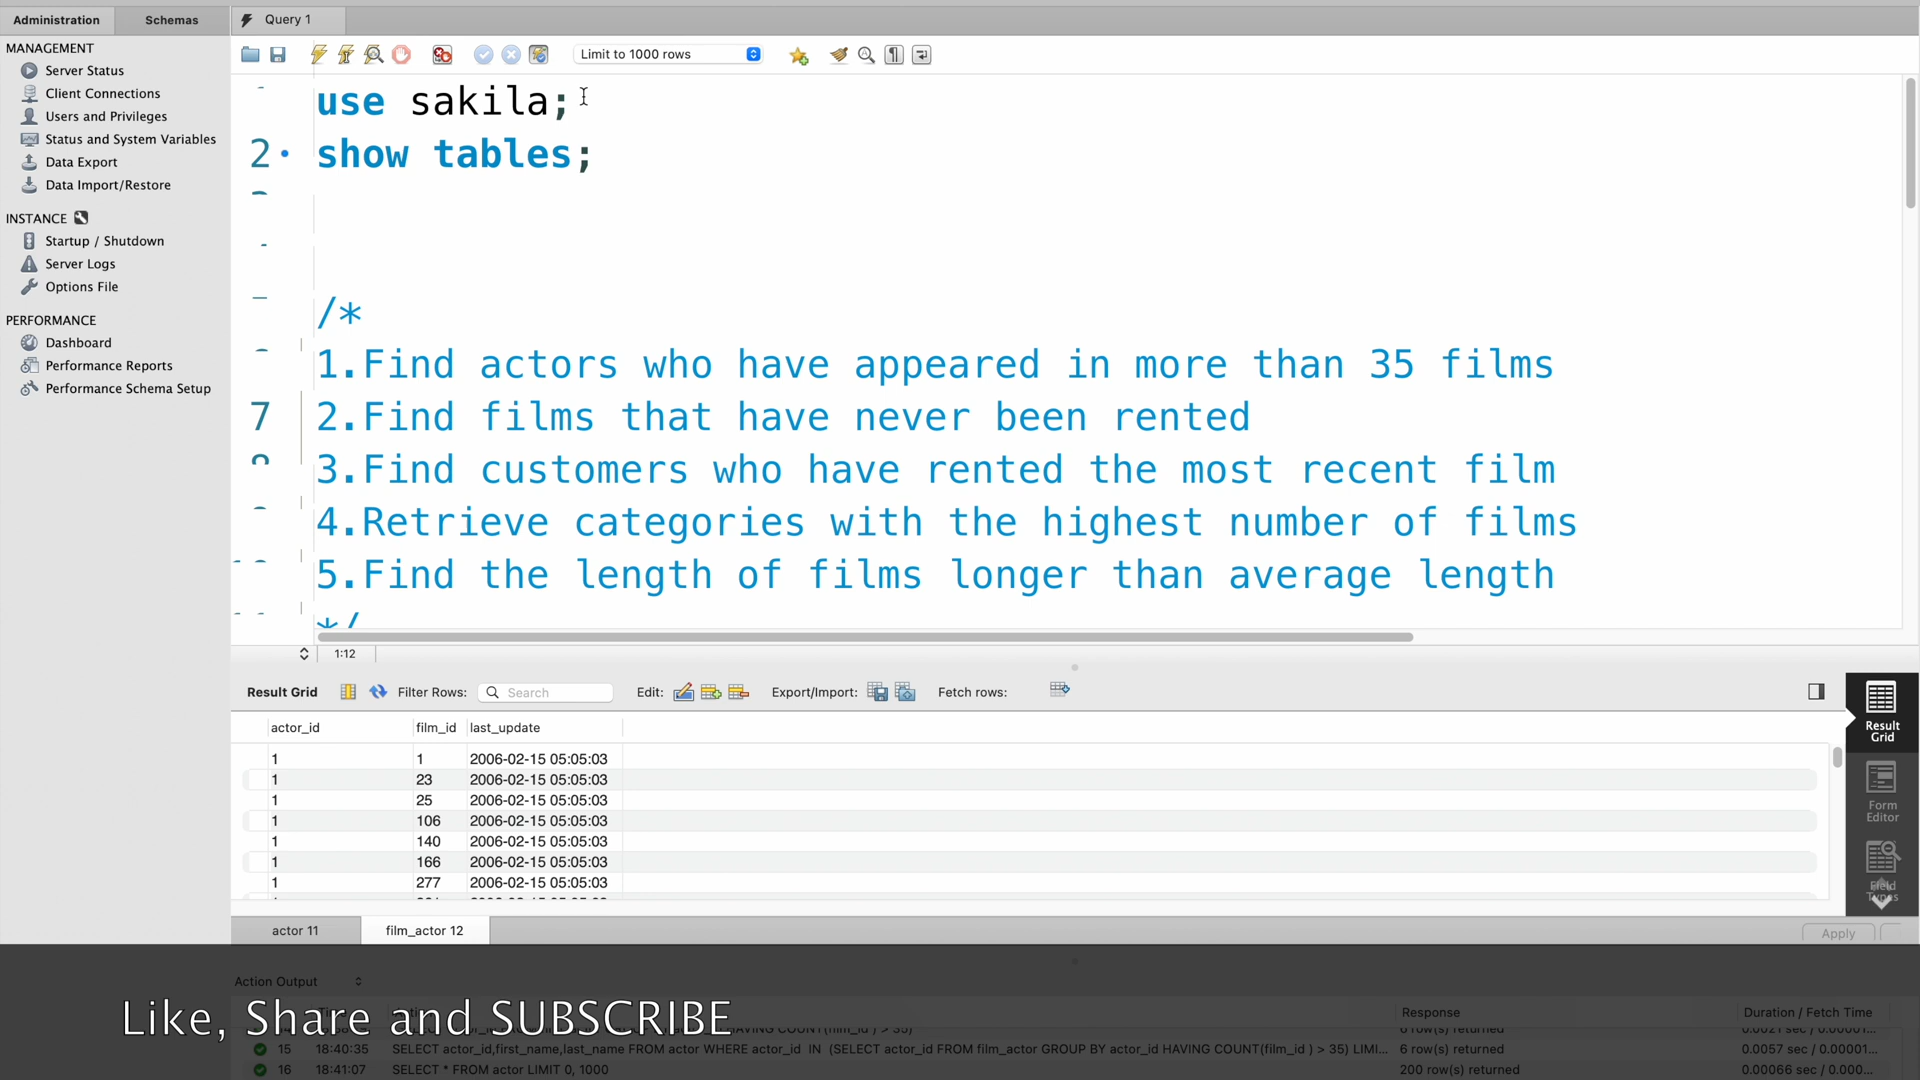 Administration Schemas Query 1
MANAGEMENT
Server Status
Client Connections
Users and Privileges
Status and System Variables
Data Export
Data Import/Restore
INSTANCE
Startup / Shutdown
Server Logs
Options File
PERFORMANCE
Dashboard
Performance Reports
Performance Schema Setup
Limit to 1000 rows
use sakila;
2 show tables;
/*
1.Find actors who have appeared in more than 35 films
7 2.Find films that have never been rented
3.Find customers who have rented the most recent film
4.Retrieve categories with the highest number of films
5.Find the length of films longer than average length
*/
1:12
Result Grid Filter Rows: Search Edit: Export/Import: Fetch rows:
actor_id film_id last_update
1 1 2006-02-15 05:05:03
1 23 2006-02-15 05:05:03
1 25 2006-02-15 05:05:03
1 106 2006-02-15 05:05:03
1 140 2006-02-15 05:05:03
1 166 2006-02-15 05:05:03
1 277 2006-02-15 05:05:03
Result Grid
Form Editor
Field Types
actor 11 film_actor 12 Apply
Action Output
Like, Share and SUBSCRIBE
Response Duration / Fetch Time
HAVING COUNT(film_id ) > 35) 6 row(s) returned
15 18:40:35 SELECT actor_id,first_name,last_name FROM actor WHERE actor_id IN (SELECT actor_id FROM film_actor GROUP BY actor_id HAVING COUNT(film_id ) > 35) LIMI... 6 row(s) returned 0.0057 sec / 0.00001...
16 18:41:07 SELECT * FROM actor LIMIT 0, 1000 200 row(s) returned 0.00066 sec / 0.000...